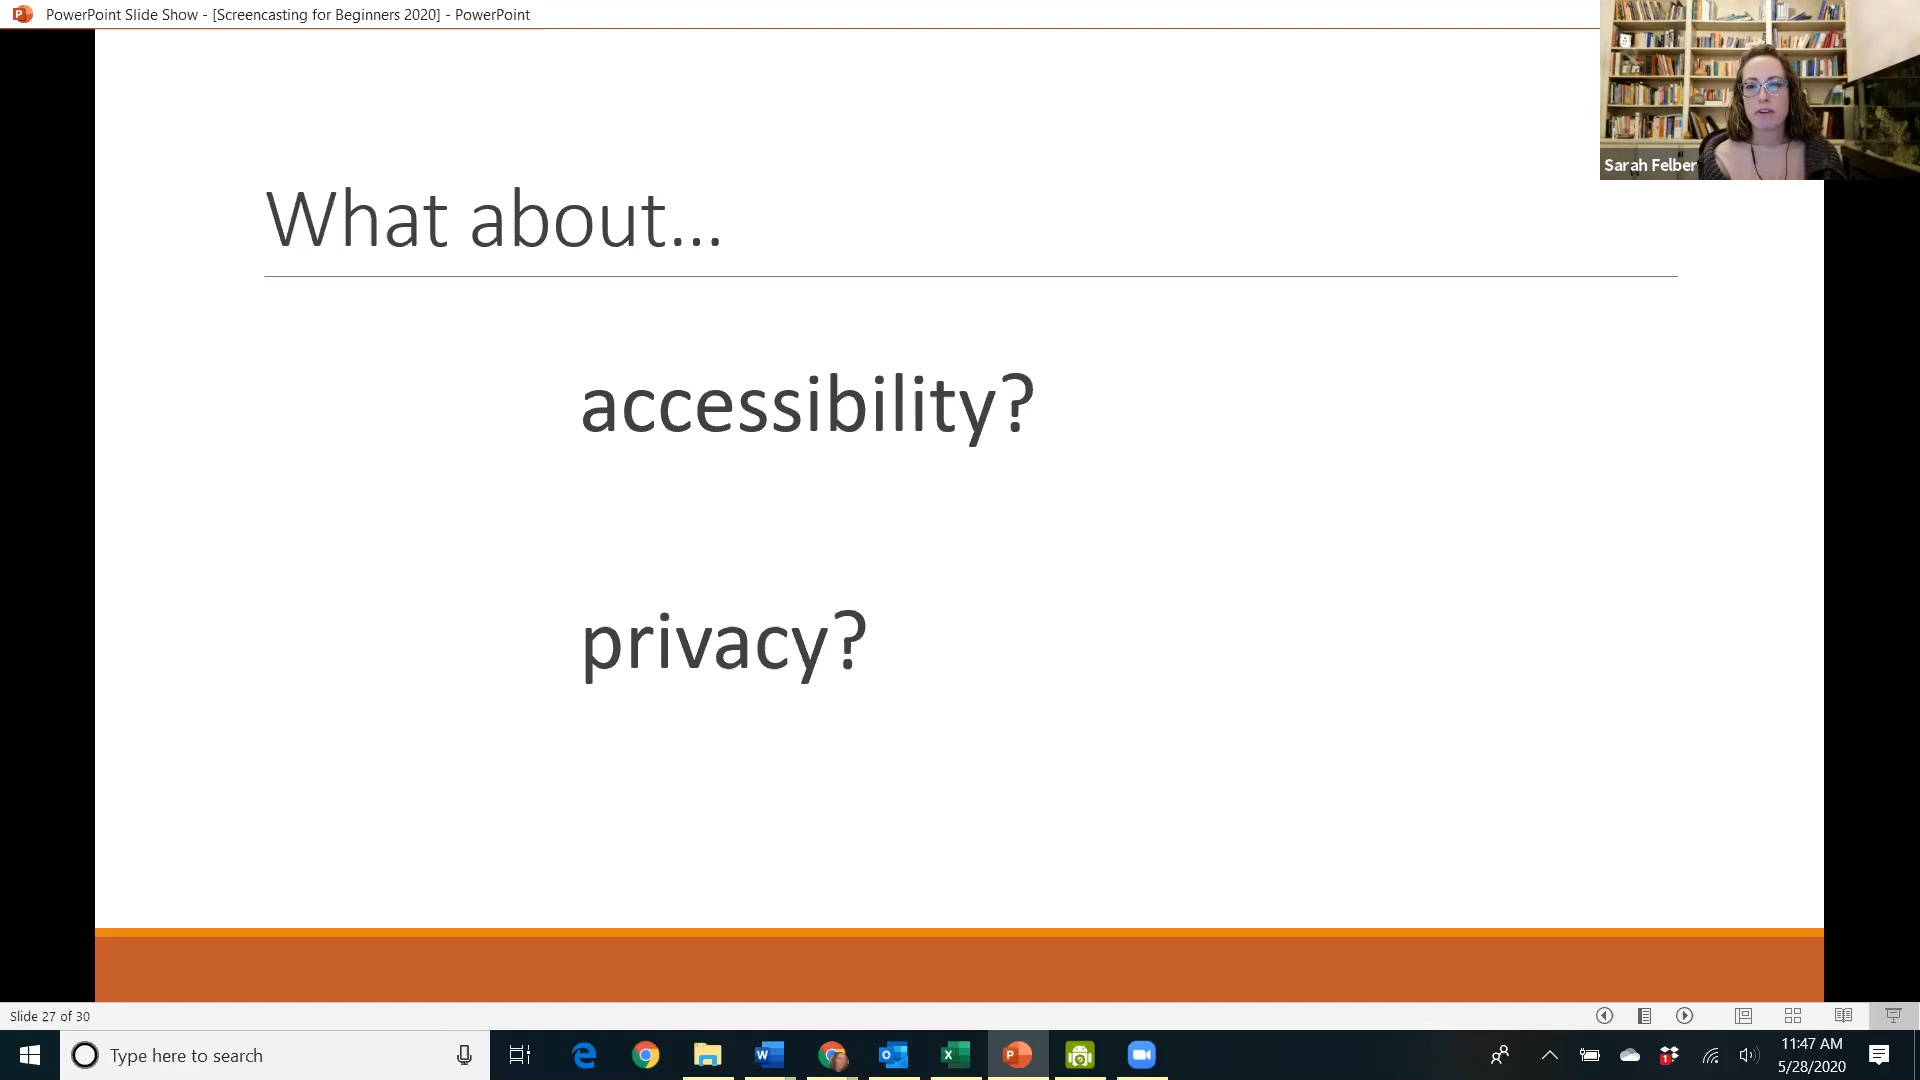 PowerPoint Slide Show - [Screencasting for Beginners 2020] - PowerPoint
Sarah Felber
What about...
accessibility?
privacy?
Slide 27 of 30
Type here to search
11:47 AM
5/28/2020